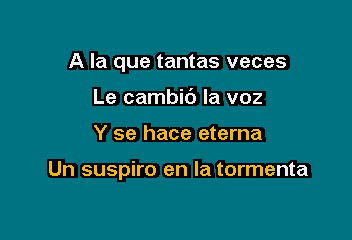 A la que tantas veces
Le cambió la voz
Y se hace eterna
Un suspiro en la tormenta